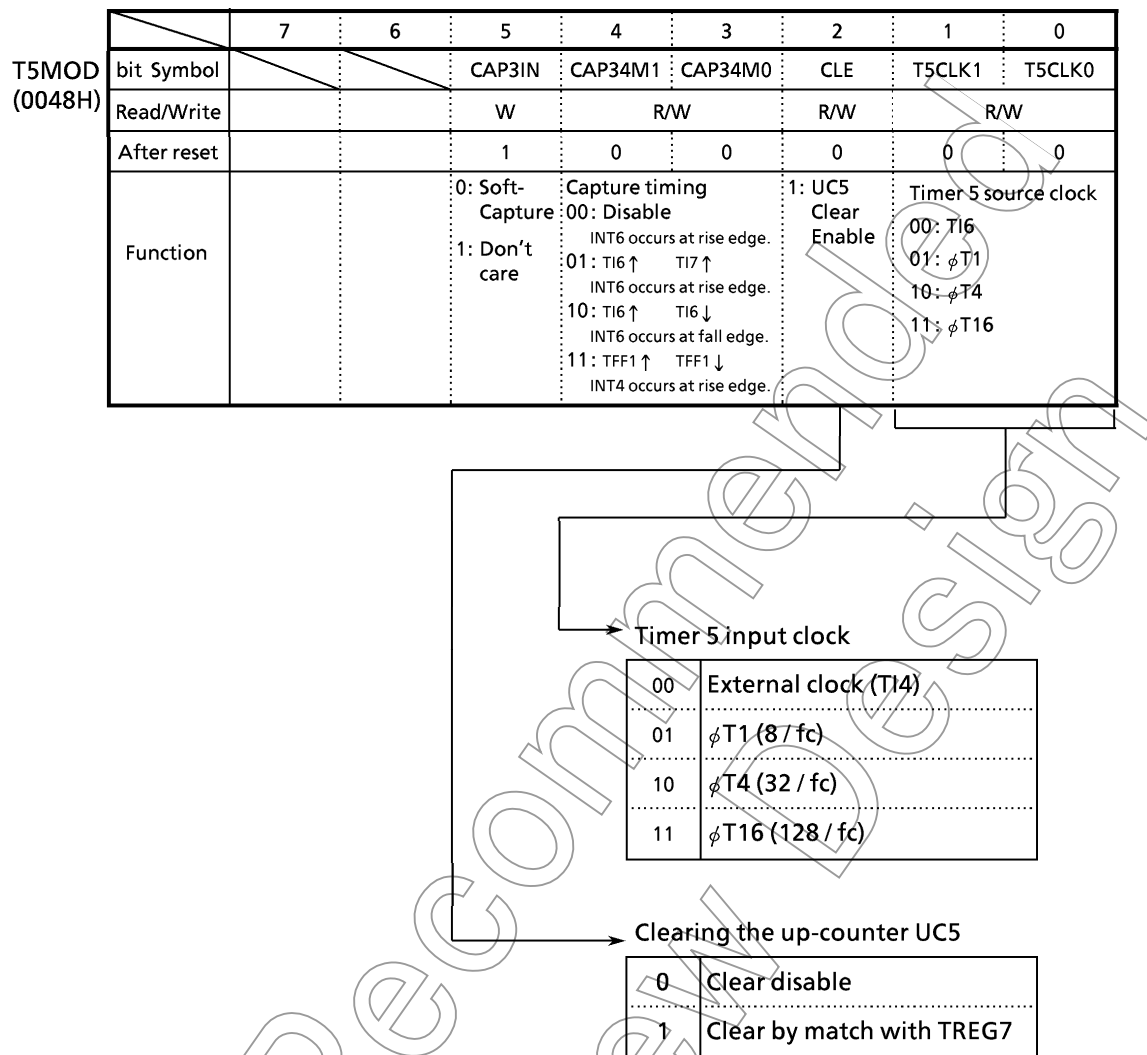 7 6 5 4 3 2 1 0
T5MOD
(0048H)
bit Symbol CAP3IN CAP34M1 CAP34M0 CLE T5CLK1 T5CLK0
Read/Write W R/W R/W R/W
After reset 1 0 0 0 0 0
Function
0: Soft-
Capture
1: Don't
care
Capture timing
00: Disable
INT6 occurs at rise edge.
01: TI6↑ TI7↑
INT6 occurs at rise edge.
10: TI6↑ TI6↓
INT6 occurs at fall edge.
11: TFF1↑ TFF1↓
INT4 occurs at rise edge.
1: UC5
Clear
Enable
Timer 5 source clock
00: TI6
01: ϕT1
10: ϕT4
11: ϕT16
Timer 5 input clock
00 External clock (TI4)
01 ϕT1 (8 / fc)
10 ϕT4 (32 / fc)
11 ϕT16 (128 / fc)
Clearing the up-counter UC5
0 Clear disable
1 Clear by match with TREG7
Recommended
ew Design